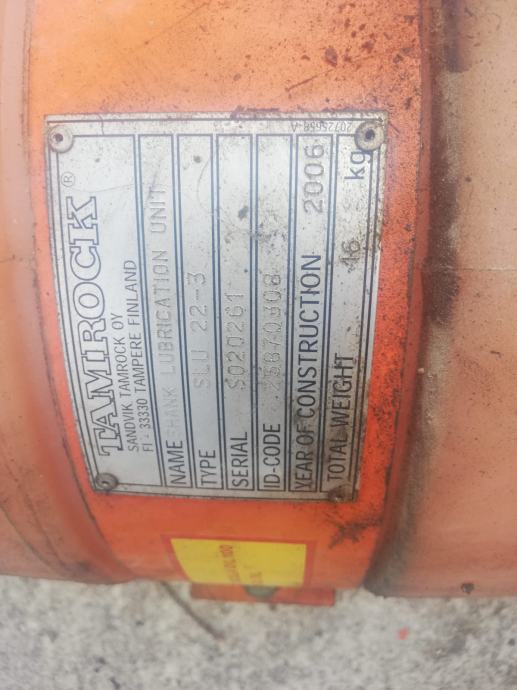 TAMROCK®
SANDVIK TAMROCK OY
FI - 33330 TAMPERE FINLAND
NAME SHANK LUBRICATION UNIT
TYPE SLU 22-3
SERIAL S020261
ID-CODE
YEAR OF CONSTRUCTION 2006
TOTAL WEIGHT 16 kg
20725658-A